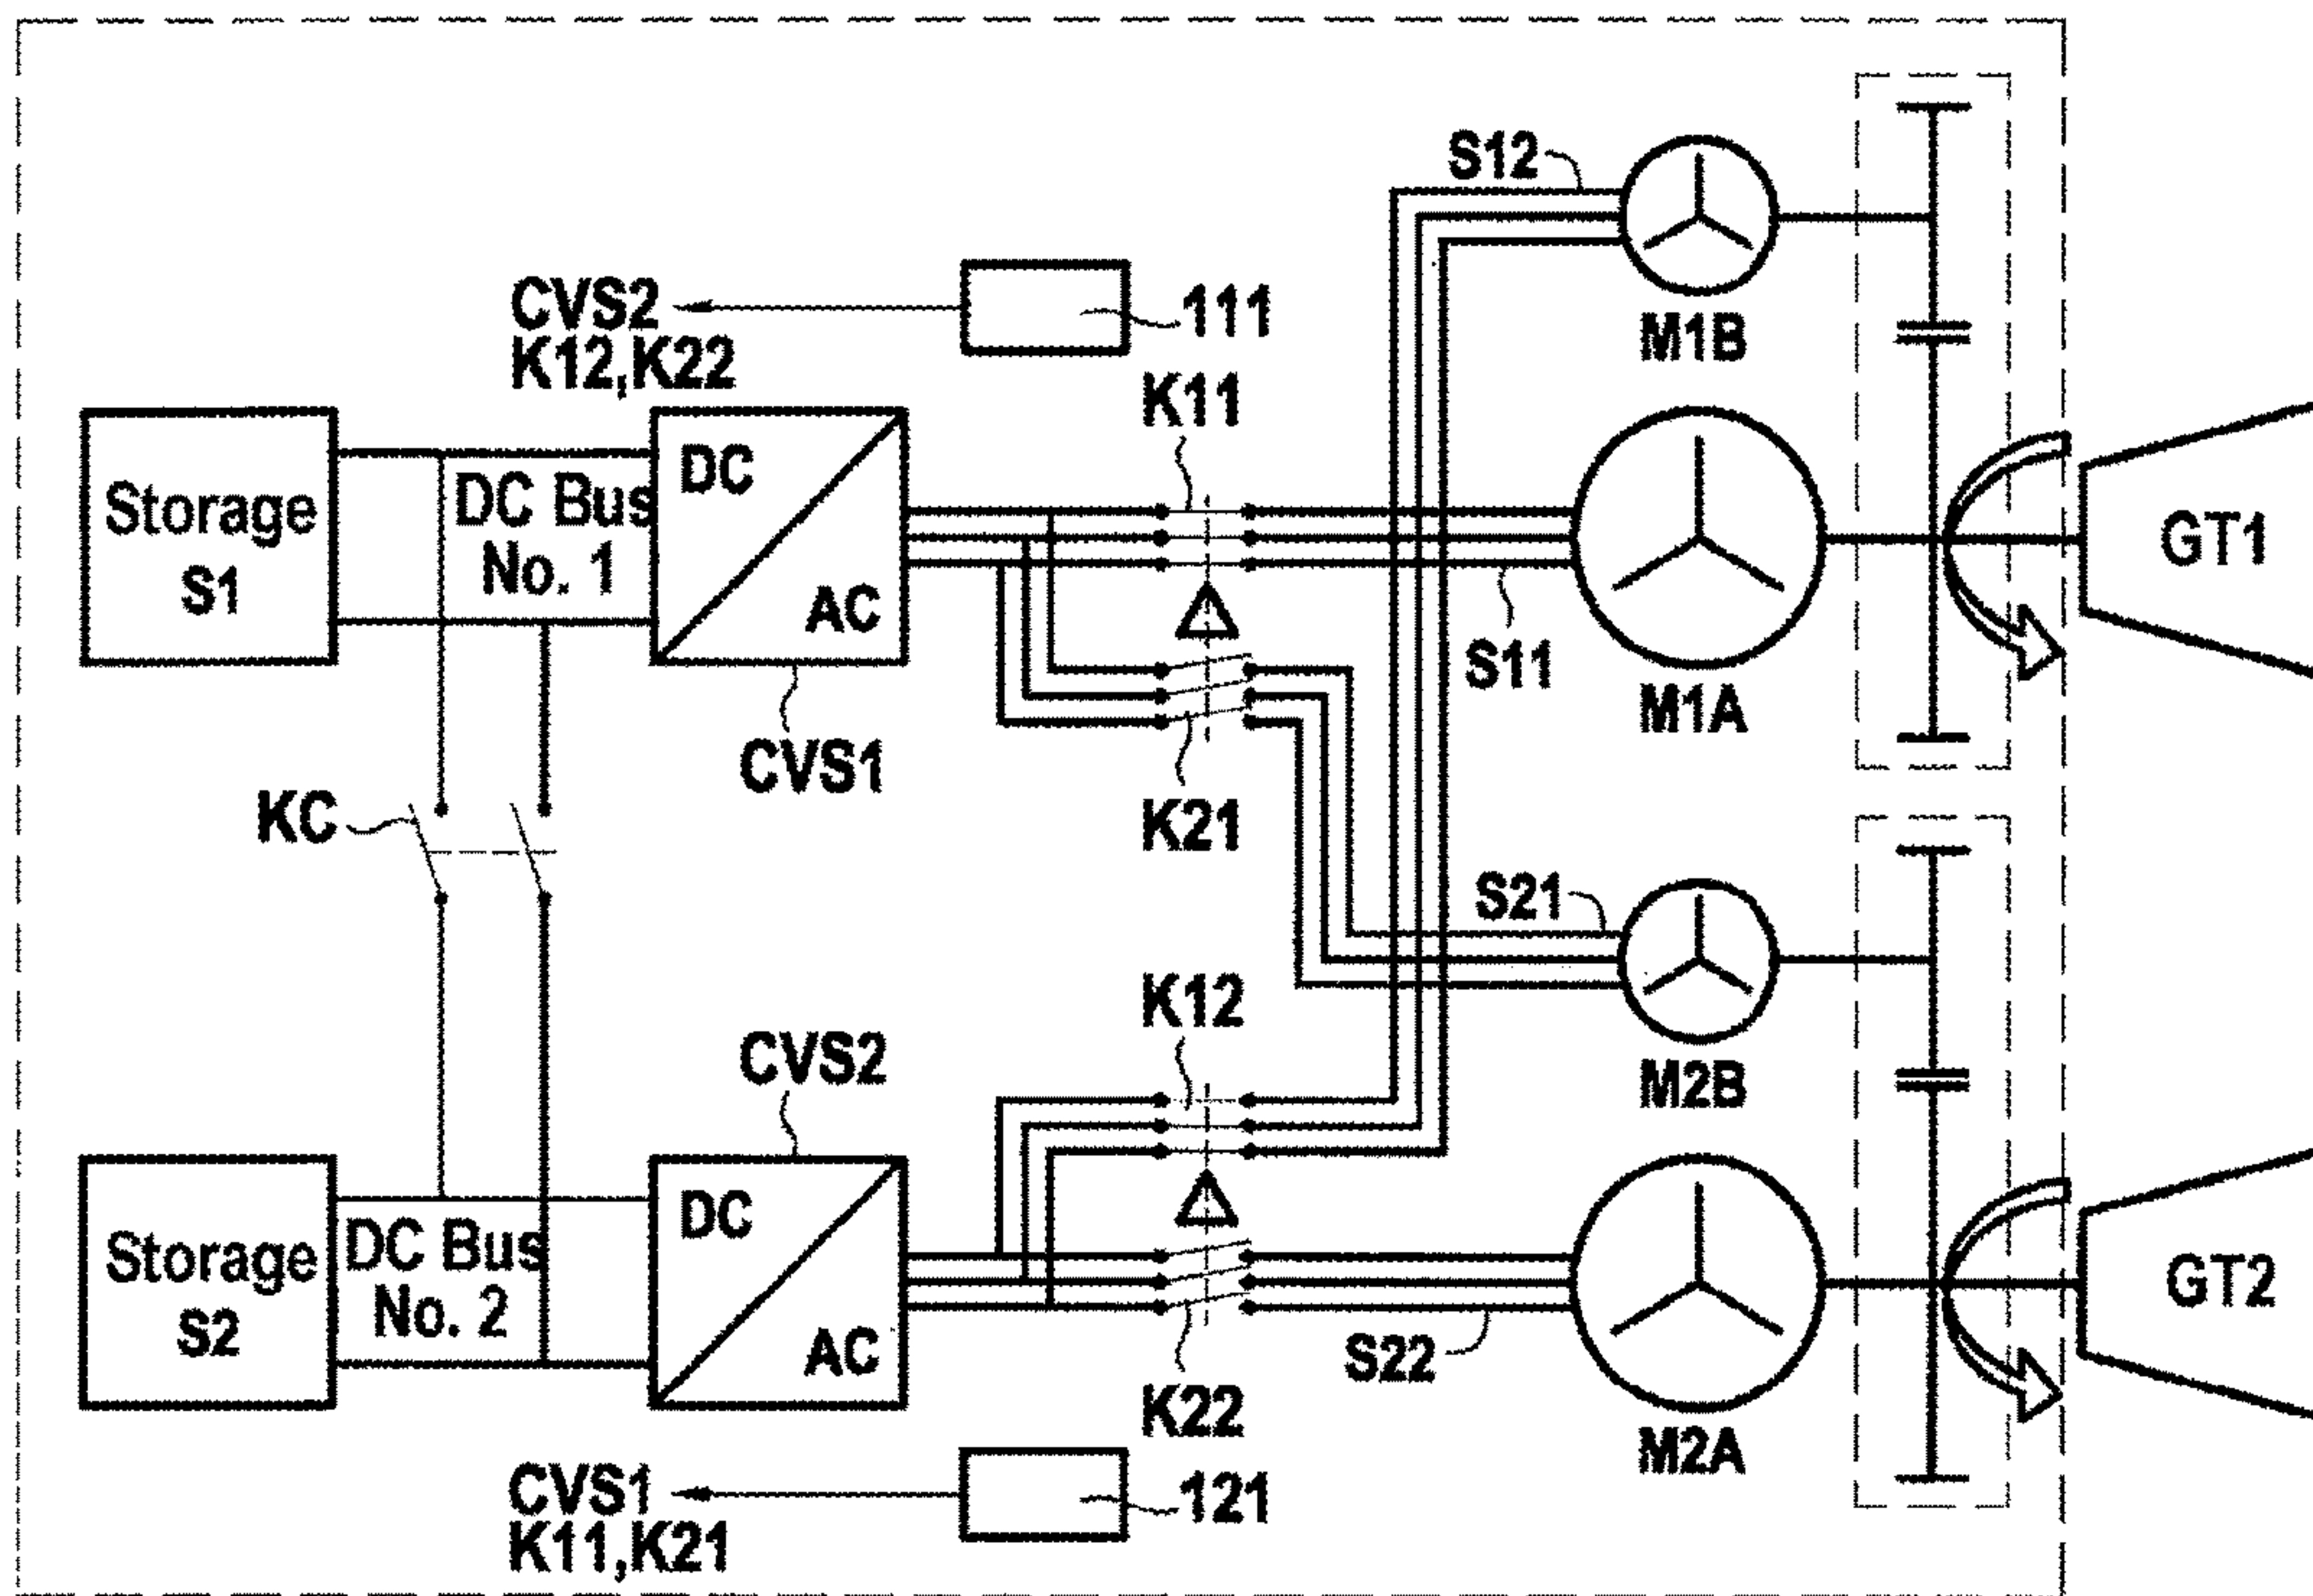 S12
M1B
CVS2
K12,K22
111
K11
Storage
S1
DC Bus
No. 1
DC
AC
CVS1
S11
M1A
GT1
KC
K21
S21
M2B
K12
CVS2
Storage
S2
DC Bus
No. 2
DC
AC
K22
S22
M2A
GT2
CVS1
K11,K21
121